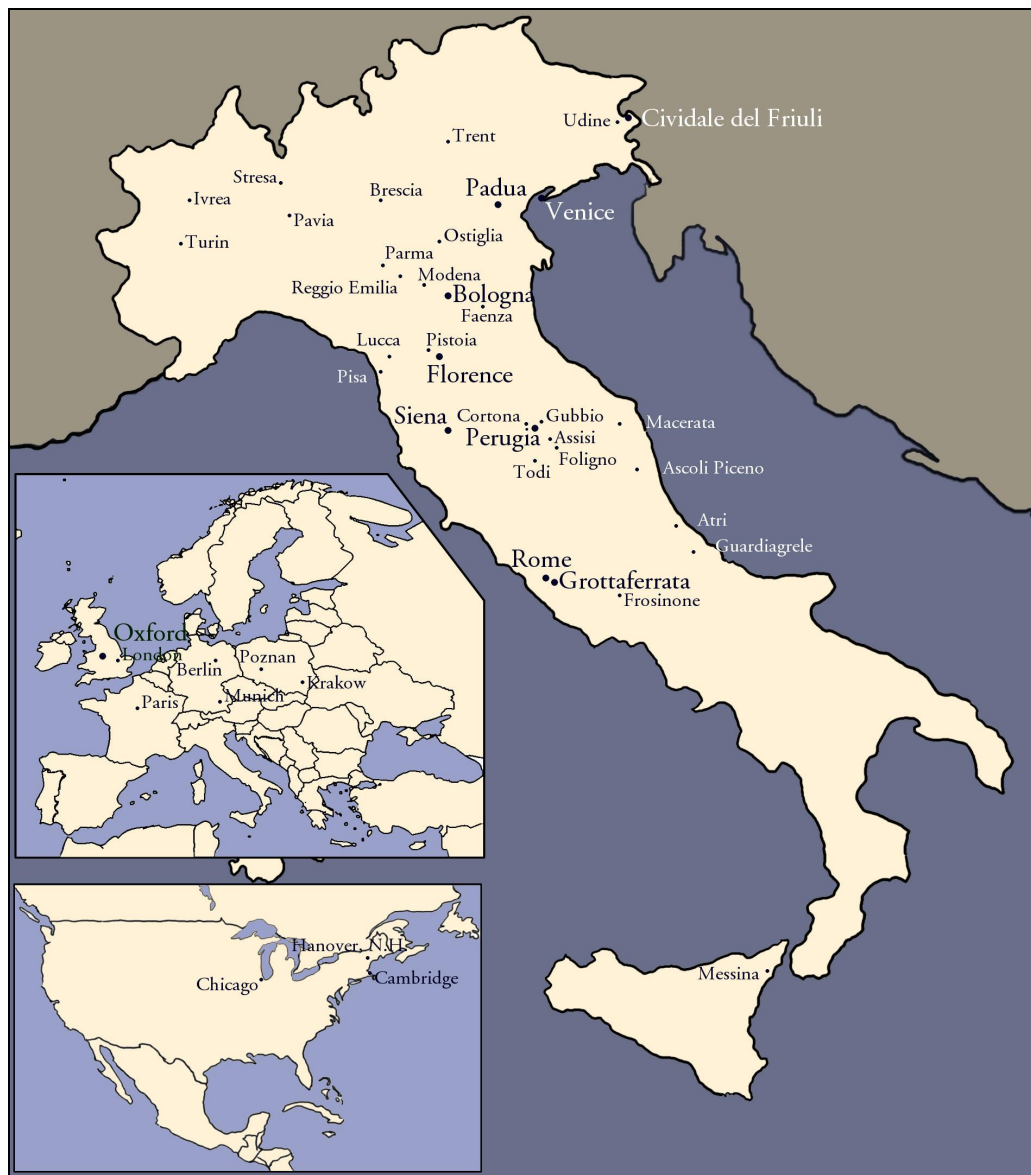 Udine
Cividale del Friuli
Trent
Stresa
Ivrea
Brescia
Padua
Venice
Pavia
Turin
Ostiglia
Parma
Reggio Emilia
Modena
Bologna
Faenza
Lucca
Pistoia
Pisa
Florence
Siena
Cortona
Gubbio
Macerata
Perugia
Assisi
Foligno
Todi
Ascoli Piceno
Atri
Guardiagrele
Rome
Grottaferrata
Frosinone
Oxford
London
Berlin
Poznan
Krakow
Paris
Munich
Hanover, N.H.
Chicago
Cambridge
Messina